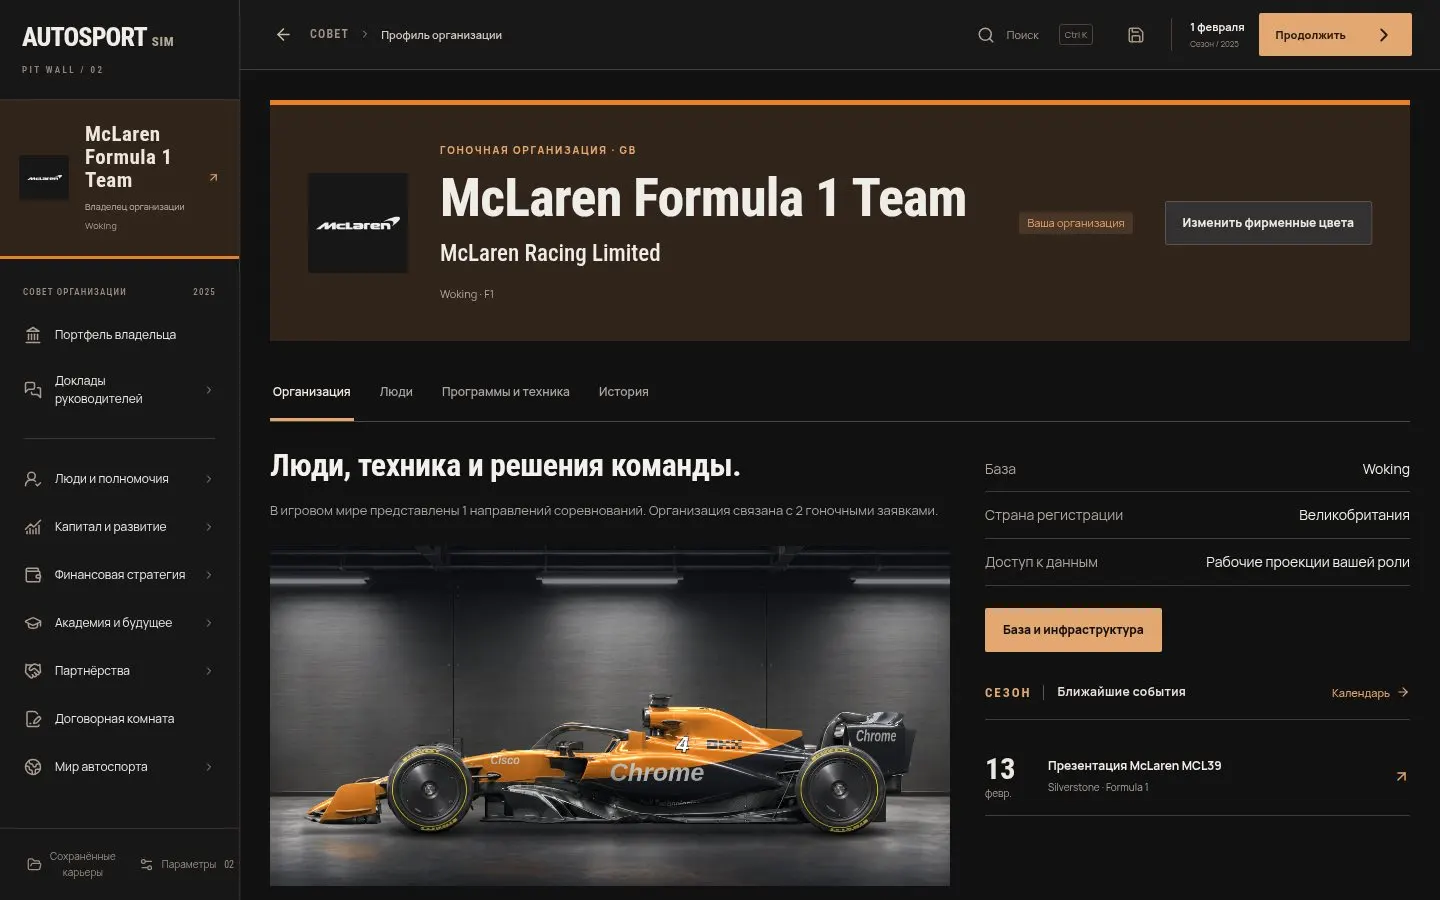 AUTOSPORT SIM
PIT WALL / 02
McLaren
McLaren
Formula 1
Team
Владелец организации
Woking
СОВЕТ ОРГАНИЗАЦИИ 2025
Портфель владельца
Доклады
руководителей
Люди и полномочия
Капитал и развитие
Финансовая стратегия
Академия и будущее
Партнёрства
Договорная комната
Мир автоспорта
Сохранённые
карьеры
Параметры 02
СОВЕТ
Профиль организации
Поиск Ctrl K
1 февраля
Сезон / 2025
Продолжить
ГОНОЧНАЯ ОРГАНИЗАЦИЯ · GB
McLaren
McLaren Formula 1 Team
McLaren Racing Limited
Woking · F1
Ваша организация
Изменить фирменные цвета
Организация Люди Программы и техника История
Люди, техника и решения команды.
В игровом мире представлены 1 направлений соревнований. Организация связана с 2 гоночными заявками.
Cisco
4
Chrome
Chrome
База Woking
Страна регистрации Великобритания
Доступ к данным Рабочие проекции вашей роли
База и инфраструктура
СЕЗОН Ближайшие события Календарь
13
февр.
Презентация McLaren MCL39
Silverstone · Formula 1